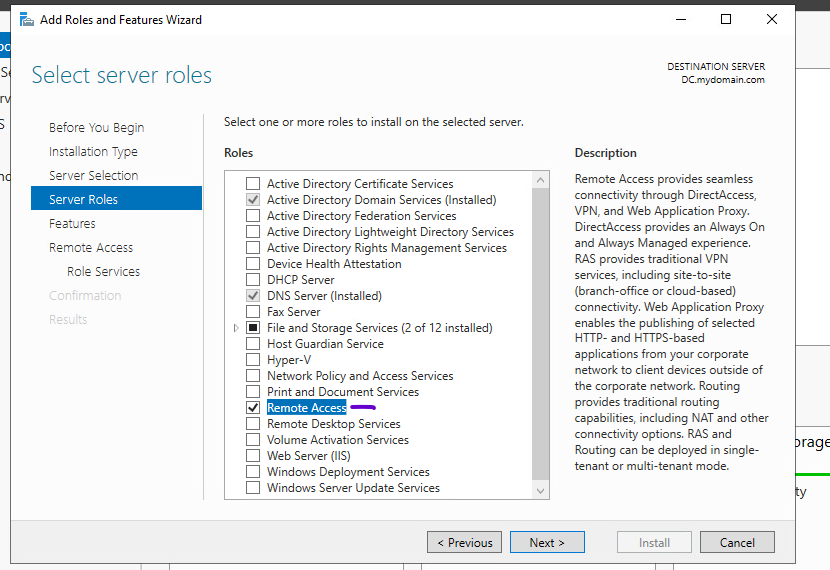 Add Roles and Features Wizard
Select server roles
DESTINATION SERVER
DC.mydomain.com
Before You Begin
Installation Type
Server Selection
Server Roles
Features
Remote Access
Role Services
Confirmation
Results
Select one or more roles to install on the selected server.
Roles
Active Directory Certificate Services
Active Directory Domain Services (Installed)
Active Directory Federation Services
Active Directory Lightweight Directory Services
Active Directory Rights Management Services
Device Health Attestation
DHCP Server
DNS Server (Installed)
Fax Server
File and Storage Services (2 of 12 installed)
Host Guardian Service
Hyper-V
Network Policy and Access Services
Print and Document Services
Remote Access
Remote Desktop Services
Volume Activation Services
Web Server (IIS)
Windows Deployment Services
Windows Server Update Services
Description
Remote Access provides seamless
connectivity through DirectAccess,
VPN, and Web Application Proxy.
DirectAccess provides an Always On
and Always Managed experience.
RAS provides traditional VPN
services, including site-to-site
(branch-office or cloud-based)
connectivity. Web Application Proxy
enables the publishing of selected
HTTP- and HTTPS-based
applications from your corporate
network to client devices outside of
the corporate network. Routing
provides traditional routing
capabilities, including NAT and other
connectivity options. RAS and
Routing can be deployed in single-
tenant or multi-tenant mode.
< Previous
Next >
Install
Cancel